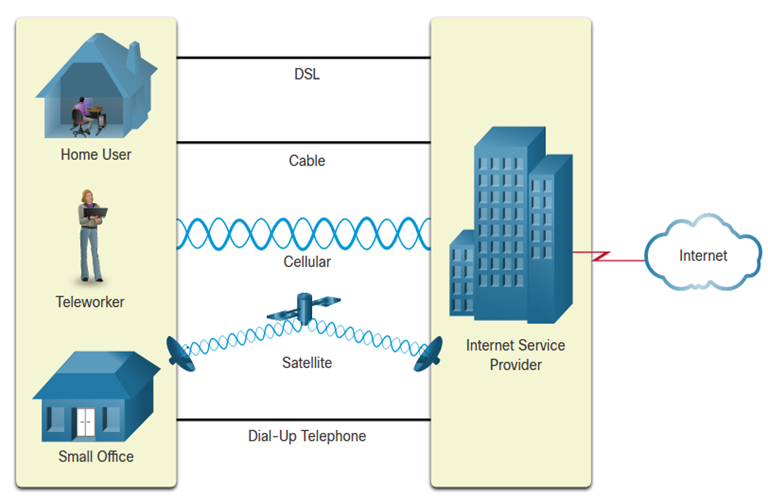 DSL
Home User
Cable
Cellular
Teleworker
Satellite
Internet Service
Provider
Internet
Dial-Up Telephone
Small Office